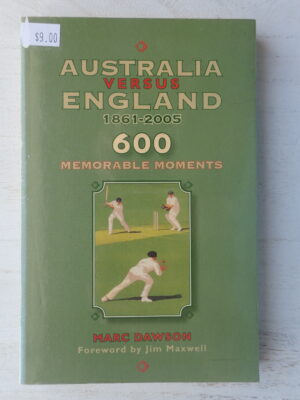 $9.00
AUSTRALIA
VERSUS
ENGLAND
1861-2005
600
MEMORABLE MOMENTS
MARC DAWSON
Foreword by Jim Maxwell